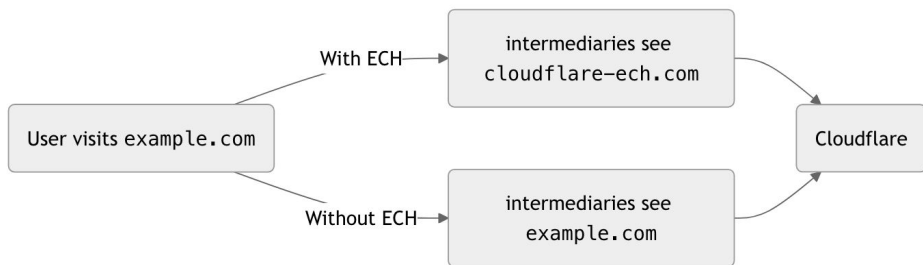 User visits example.com
With ECH
intermediaries see
cloudflare-ech.com
Without ECH
intermediaries see
example.com
Cloudflare